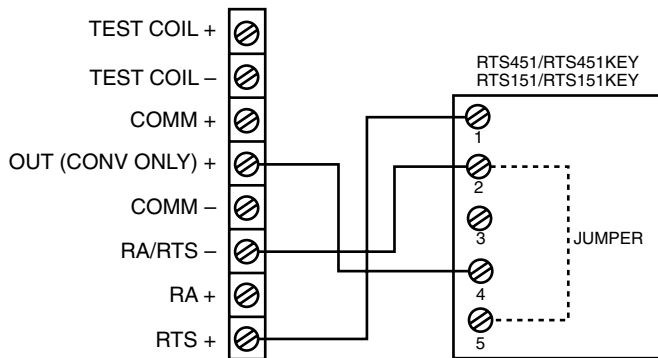 TEST COIL +
TEST COIL –
COMM +
OUT (CONV ONLY) +
COMM –
RA/RTS –
RA +
RTS +
RTS451/RTS451KEY
RTS151/RTS151KEY
1
2
3
4
5
JUMPER